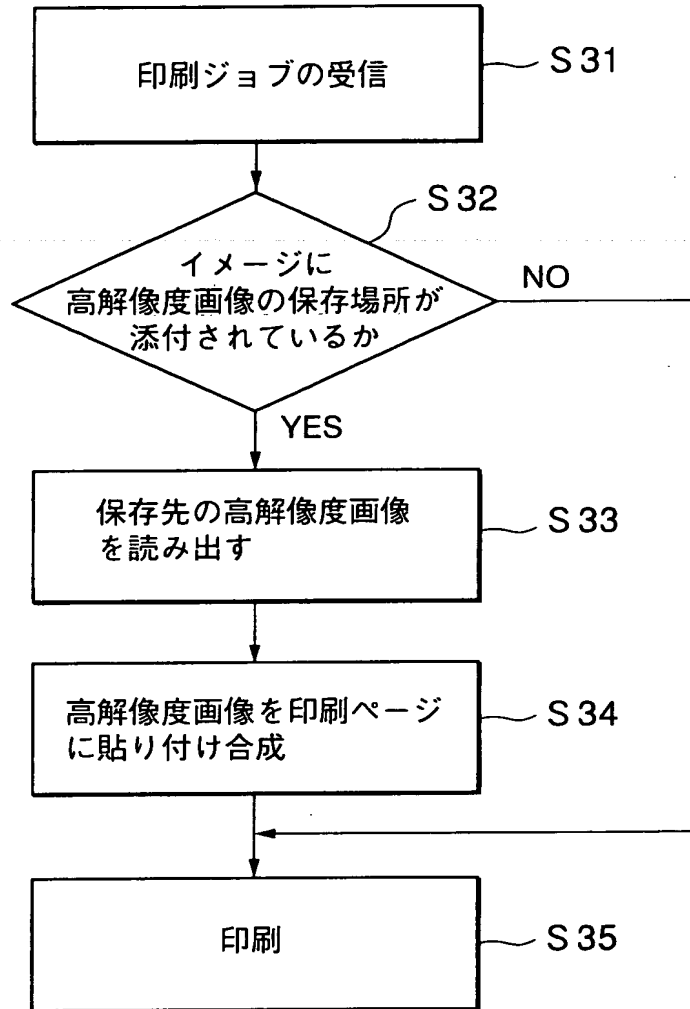 印刷ジョブの受信
S31
S32
イメージに
高解像度画像の保存場所が
添付されているか
NO
YES
保存先の高解像度画像
を読み出す
S33
高解像度画像を印刷ページ
に貼り付け合成
S34
印刷
S35